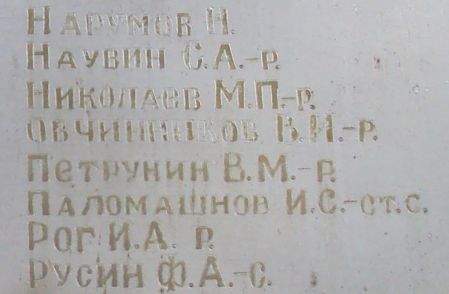 Нарумов Н.
Наувин С.А.-р.
Николаев М.П.-р.
Овчинников В.И.-р.
Петрунин В.М.-р.
Паломашнов И.С.-ст.с.
Рог И.А. р.
Русин Ф.А.-с.